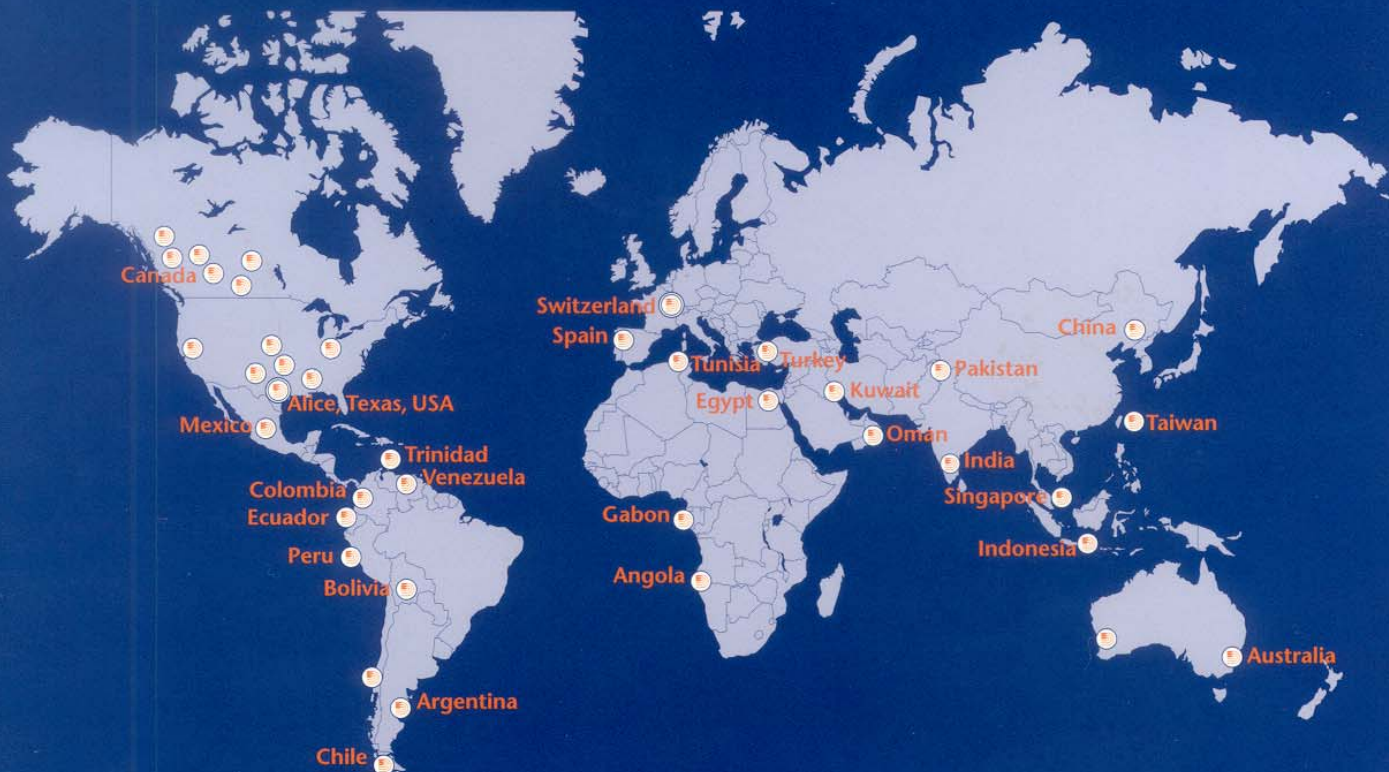 Canada
Switzerland
Spain
China
Tunisia
Turkey
Pakistan
Kuwait
Egypt
Alice, Texas, USA
Mexico
Taiwan
Oman
Trinidad
India
Venezuela
Colombia
Singapore
Ecuador
Gabon
Indonesia
Peru
Angola
Bolivia
Australia
Argentina
Chile